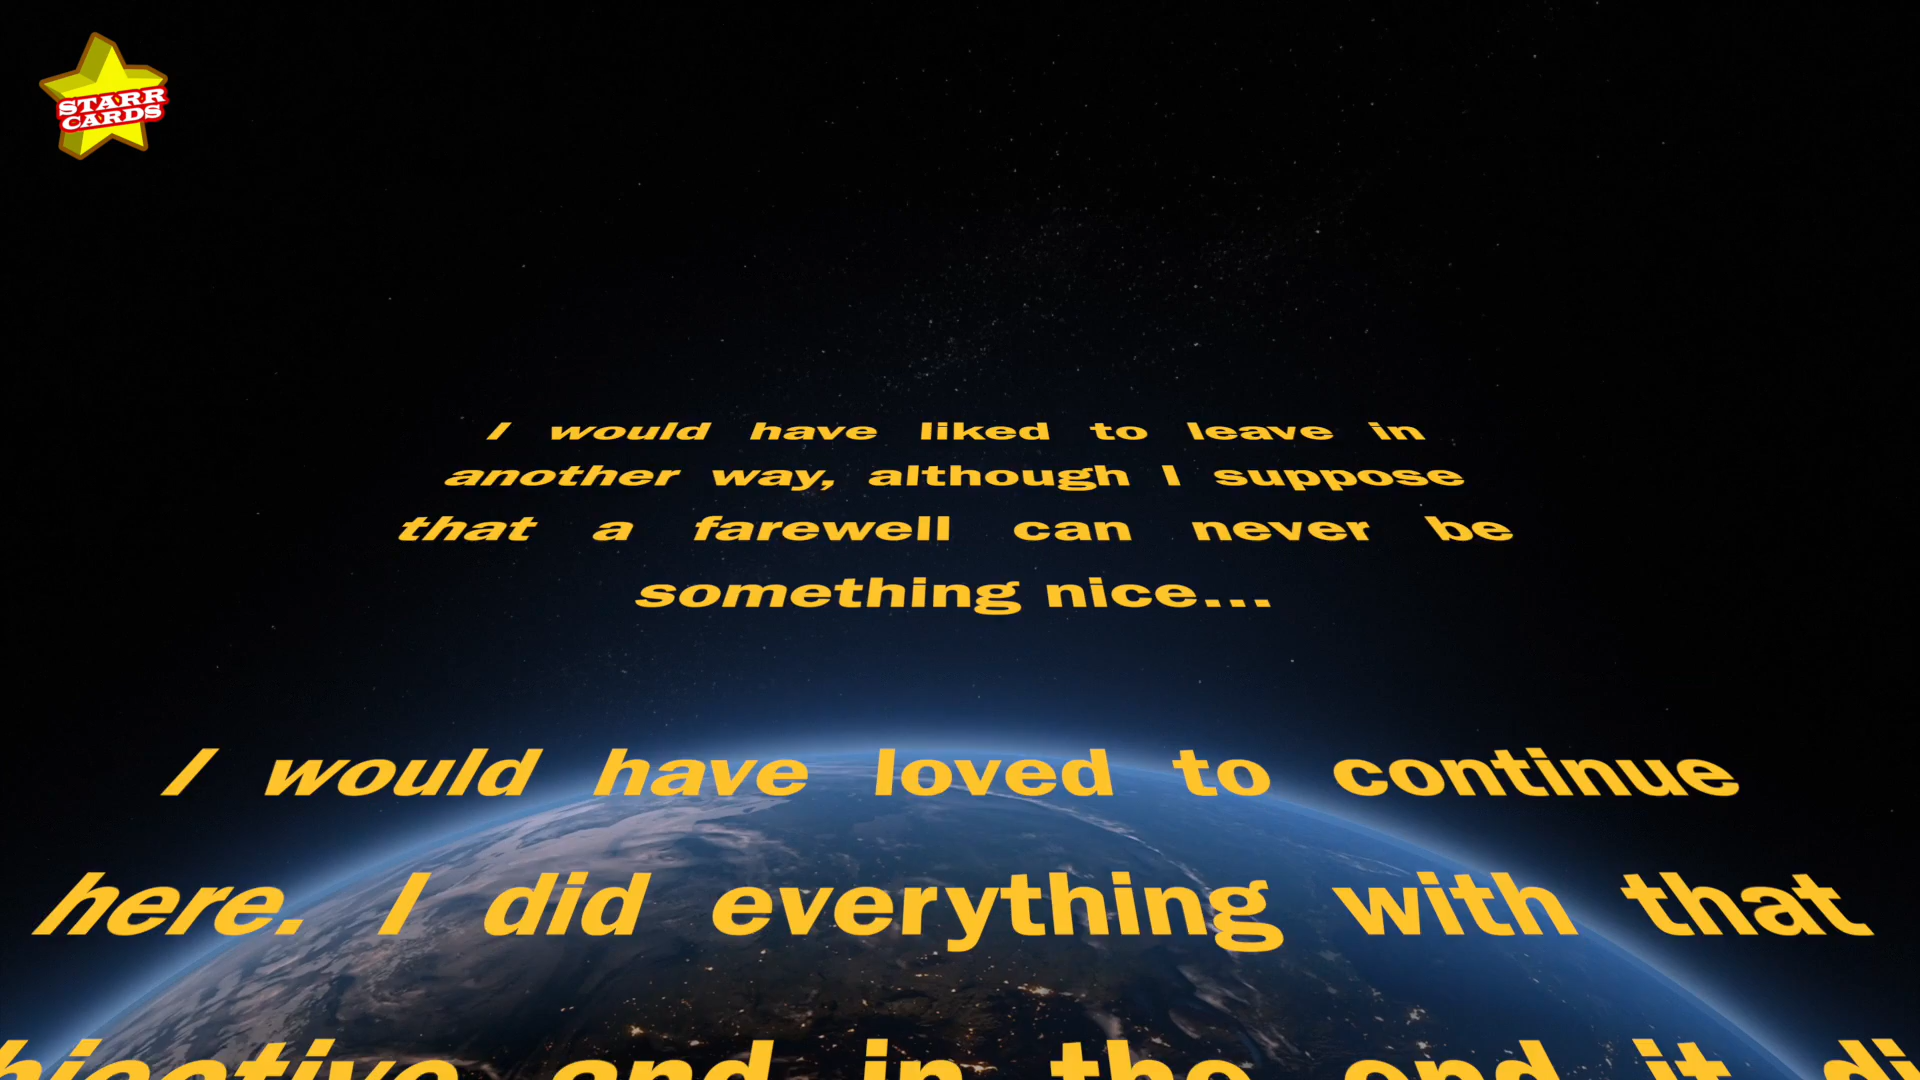 STARR
CARDS
I would have liked to leave in
another way, although I suppose
that a farewell can never be
something nice...
I would have loved to continue
here. I did everything with that
and in the end it